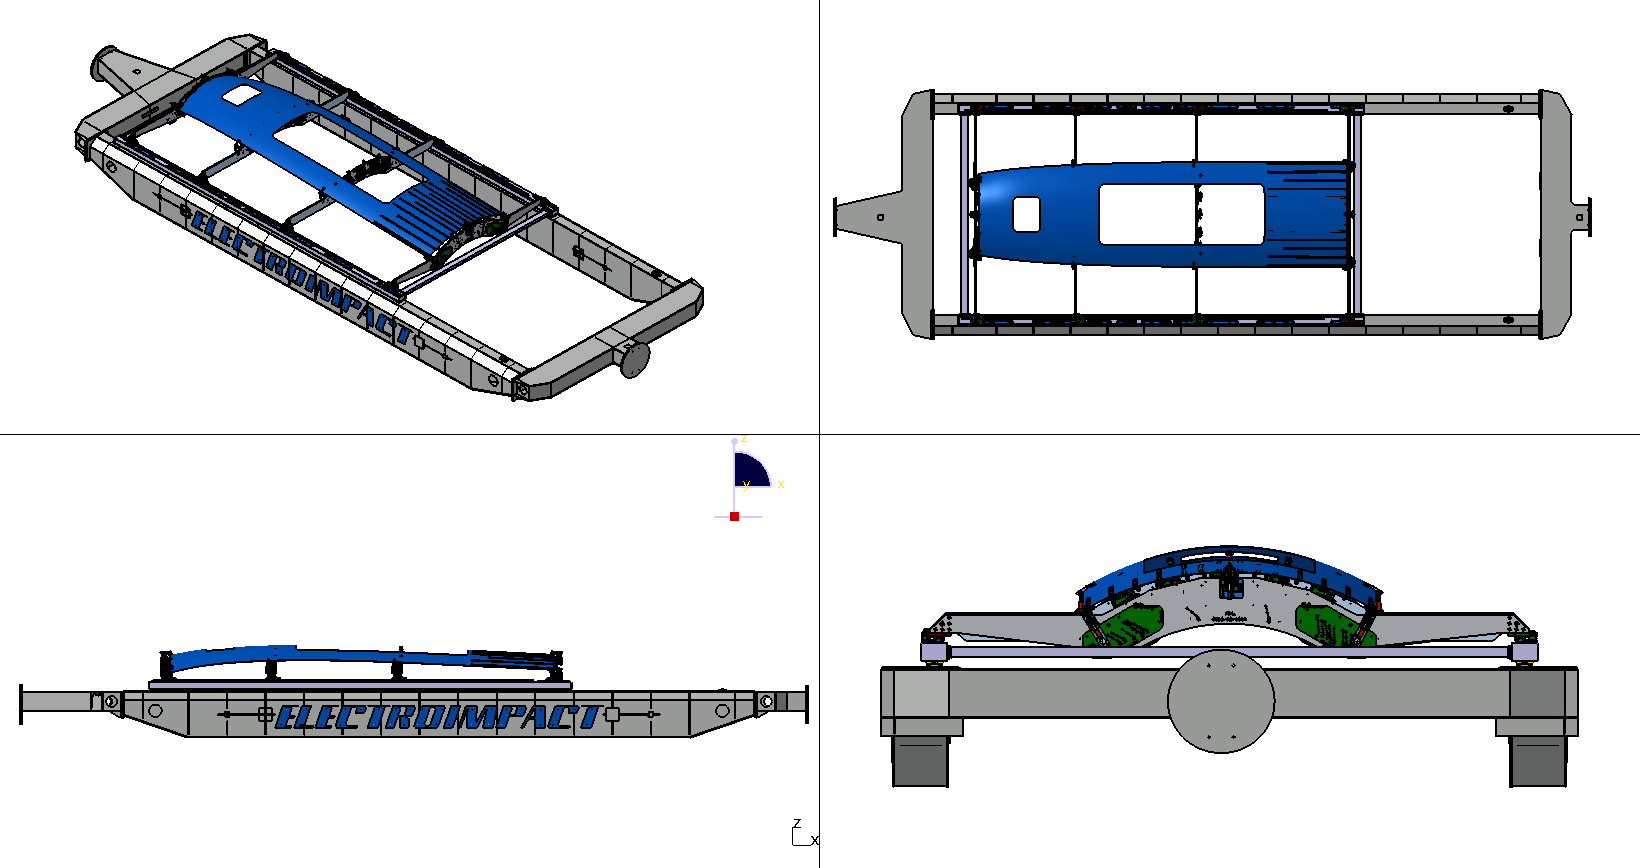 ELECTROIMPACT
z
y x
ELECTROIMPACT
Z
X